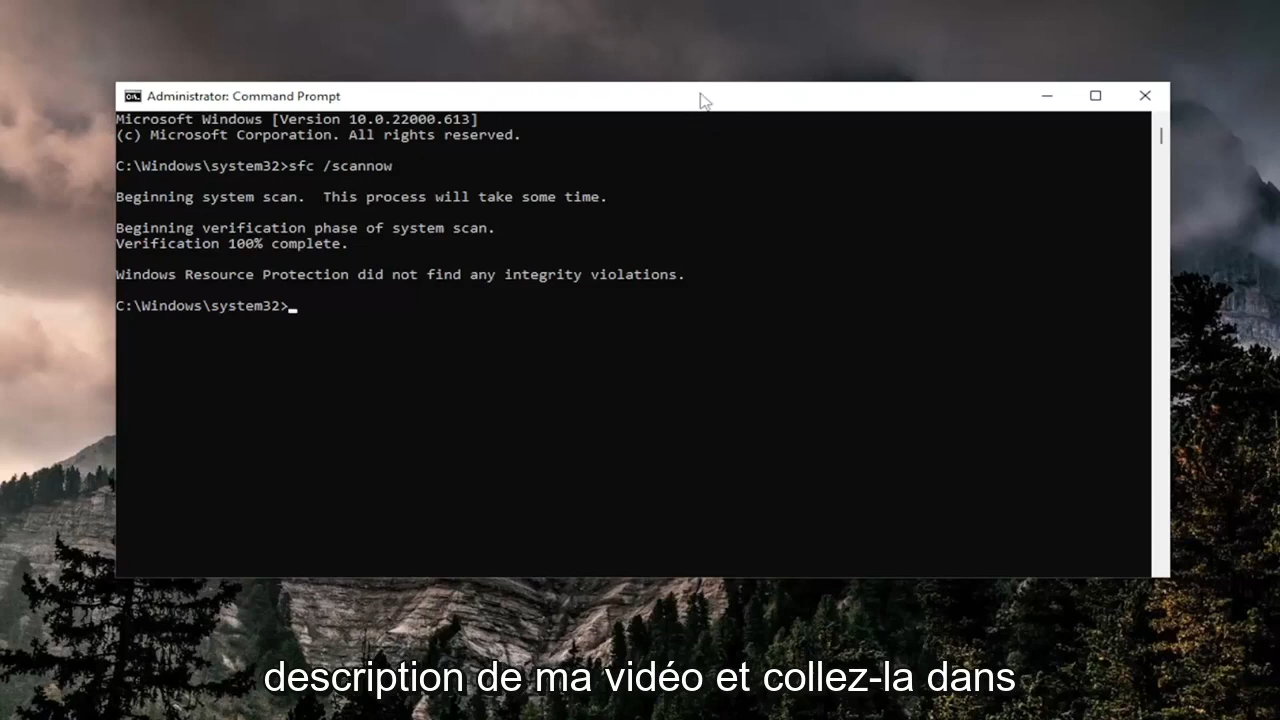 Administrator: Command Prompt
Microsoft Windows [Version 10.0.22000.613]
(c) Microsoft Corporation. All rights reserved.
C:\Windows\system32>sfc /scannow
Beginning system scan.  This process will take some time.
Beginning verification phase of system scan.
Verification 100% complete.
Windows Resource Protection did not find any integrity violations.
C:\Windows\system32>
description de ma vidéo et collez-la dans